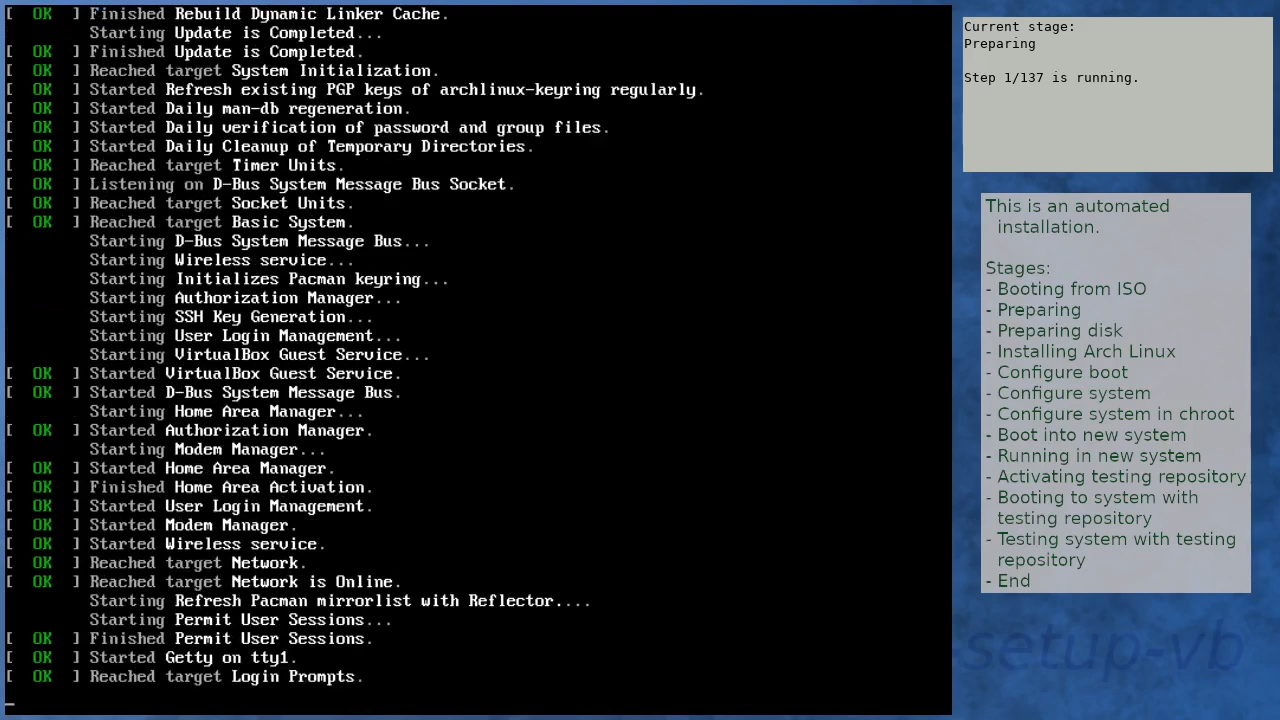 [  OK  ] Finished Rebuild Dynamic Linker Cache.
Starting Update is Completed...
[  OK  ] Finished Update is Completed.
[  OK  ] Reached target System Initialization.
[  OK  ] Started Refresh existing PGP keys of archlinux-keyring regularly.
[  OK  ] Started Daily man-db regeneration.
[  OK  ] Started Daily verification of password and group files.
[  OK  ] Started Daily Cleanup of Temporary Directories.
[  OK  ] Reached target Timer Units.
[  OK  ] Listening on D-Bus System Message Bus Socket.
[  OK  ] Reached target Socket Units.
[  OK  ] Reached target Basic System.
Starting D-Bus System Message Bus...
Starting Wireless service...
Starting Initializes Pacman keyring...
Starting Authorization Manager...
Starting SSH Key Generation...
Starting User Login Management...
Starting VirtualBox Guest Service...
[  OK  ] Started VirtualBox Guest Service.
[  OK  ] Started D-Bus System Message Bus.
Starting Home Area Manager...
[  OK  ] Started Authorization Manager.
Starting Modem Manager...
[  OK  ] Started Home Area Manager.
[  OK  ] Finished Home Area Activation.
[  OK  ] Started User Login Management.
[  OK  ] Started Modem Manager.
[  OK  ] Started Wireless service.
[  OK  ] Reached target Network.
[  OK  ] Reached target Network is Online.
Starting Refresh Pacman mirrorlist with Reflector....
Starting Permit User Sessions...
[  OK  ] Finished Permit User Sessions.
[  OK  ] Started Getty on tty1.
[  OK  ] Reached target Login Prompts.
Current stage:
Preparing
Step 1/137 is running.
This is an automated
installation.
Stages:
- Booting from ISO
- Preparing
- Preparing disk
- Installing Arch Linux
- Configure boot
- Configure system
- Configure system in chroot
- Boot into new system
- Running in new system
- Activating testing repository
- Booting to system with
testing repository
- Testing system with testing
repository
- End
-setup-vb